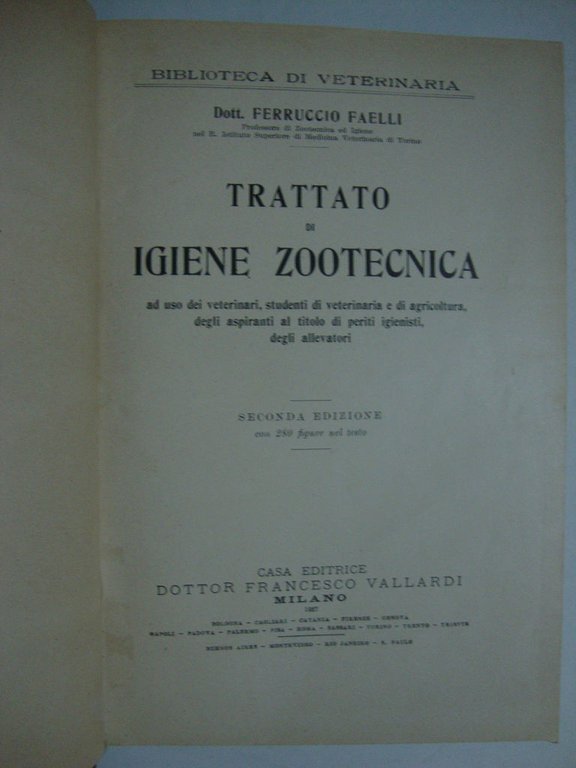 BIBLIOTECA DI VETERINARIA
Dott. FERRUCCIO FAELLI
Professore di Zootecnica ed Igiene
nel R. Istituto Superiore di Medicina Veterinaria di Torino
TRATTATO
DI
IGIENE ZOOTECNICA
ad uso dei veterinari, studenti di veterinaria e di agricoltura,
degli aspiranti al titolo di periti igienisti,
degli allevatori
SECONDA EDIZIONE
con 289 figure nel testo
CASA EDITRICE
DOTTOR FRANCESCO VALLARDI
MILANO
1927
BOLOGNA - CAGLIARI - CATANIA - FIRENZE - GENOVA
NAPOLI - PADOVA - PALERMO - PISA - ROMA - SASSARI - TORINO - TRENTO - TRIESTE
BUENOS AIRES - MONTEVIDEO - RIO JANEIRO - S. PAULO